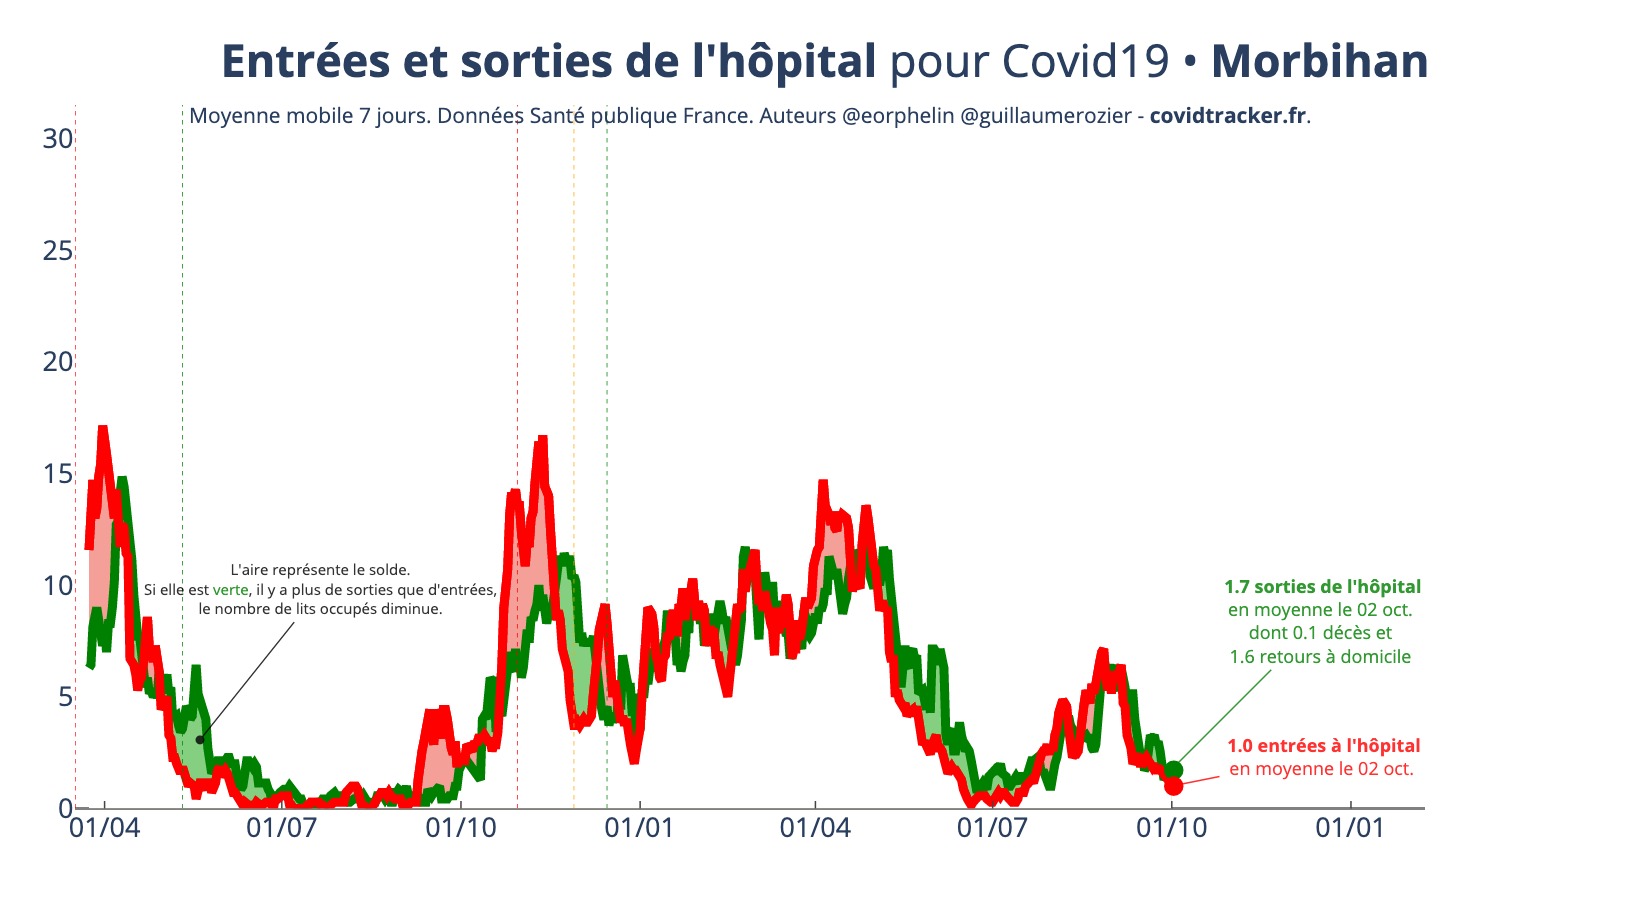 Entrées et sorties de l'hôpital pour Covid19 • Morbihan
Moyenne mobile 7 jours. Données Santé publique France. Auteurs @eorphelin @guillaumerozier - covidtracker.fr.
30
25
20
15
10
5
0
L'aire représente le solde.
Si elle est verte, il y a plus de sorties que d'entrées,
le nombre de lits occupés diminue.
1.7 sorties de l'hôpital
en moyenne le 02 oct.
dont 0.1 décès et
1.6 retours à domicile
1.0 entrées à l'hôpital
en moyenne le 02 oct.
01/04 01/07 01/10 01/01 01/04 01/07 01/10 01/01